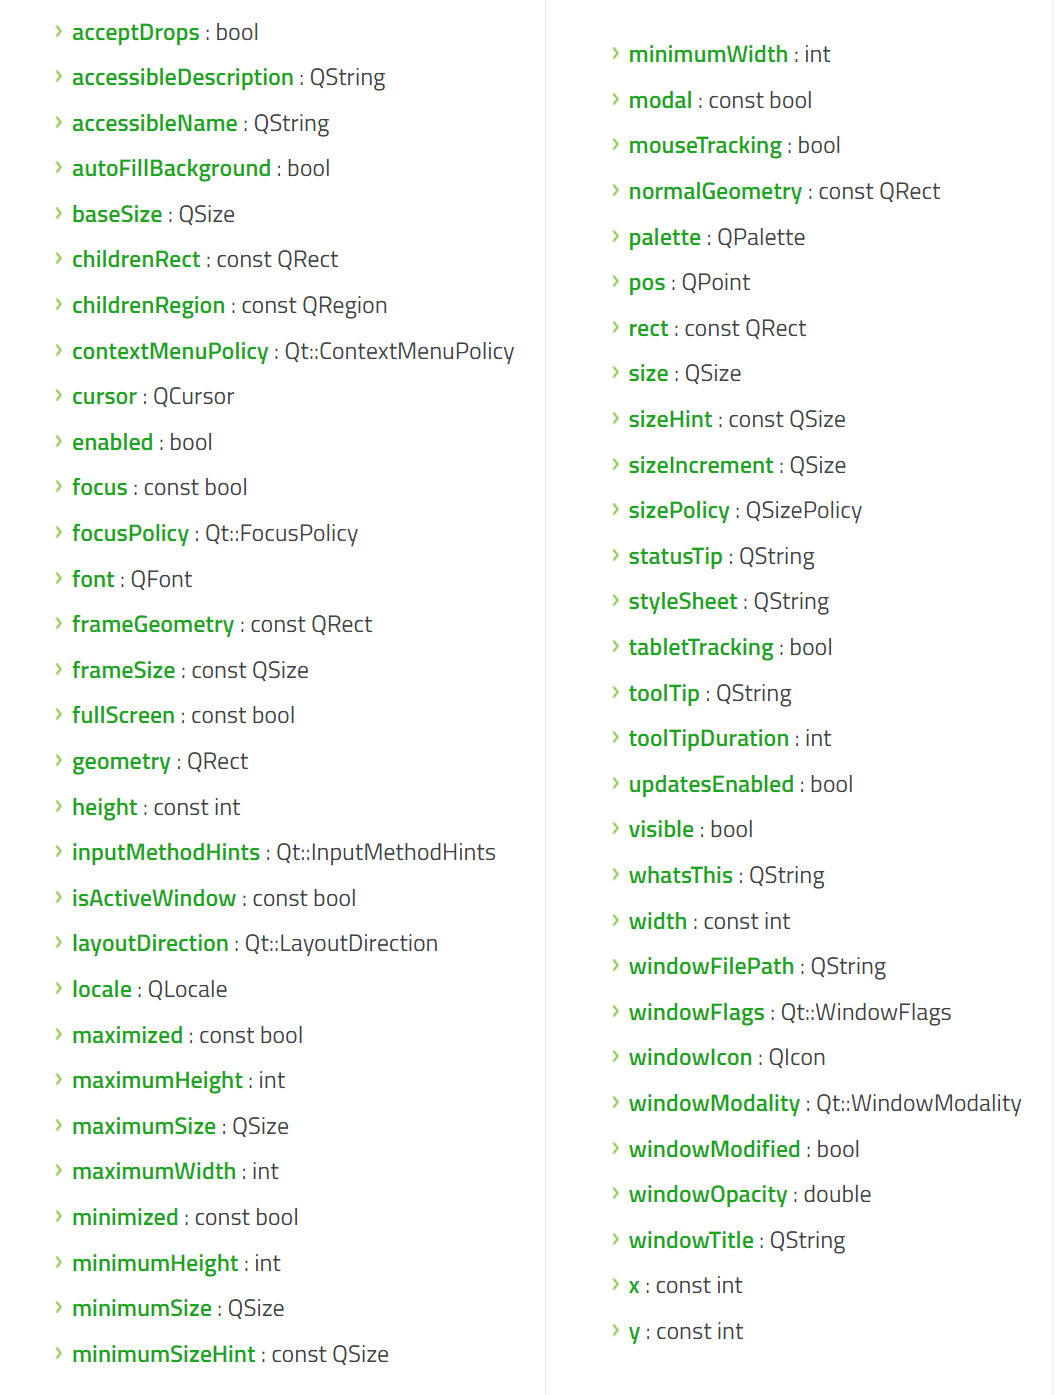 acceptDrops : bool
accessibleDescription : QString
accessibleName : QString
autoFillBackground : bool
baseSize : QSize
childrenRect : const QRect
childrenRegion : const QRegion
contextMenuPolicy : Qt::ContextMenuPolicy
cursor : QCursor
enabled : bool
focus : const bool
focusPolicy : Qt::FocusPolicy
font : QFont
frameGeometry : const QRect
frameSize : const QSize
fullScreen : const bool
geometry : QRect
height : const int
inputMethodHints : Qt::InputMethodHints
isActiveWindow : const bool
layoutDirection : Qt::LayoutDirection
locale : QLocale
maximized : const bool
maximumHeight : int
maximumSize : QSize
maximumWidth : int
minimized : const bool
minimumHeight : int
minimumSize : QSize
minimumSizeHint : const QSize
minimumWidth : int
modal : const bool
mouseTracking : bool
normalGeometry : const QRect
palette : QPalette
pos : QPoint
rect : const QRect
size : QSize
sizeHint : const QSize
sizeIncrement : QSize
sizePolicy : QSizePolicy
statusTip : QString
styleSheet : QString
tabletTracking : bool
toolTip : QString
toolTipDuration : int
updatesEnabled : bool
visible : bool
whatsThis : QString
width : const int
windowFilePath : QString
windowFlags : Qt::WindowFlags
windowIcon : QIcon
windowModality : Qt::WindowModality
windowModified : bool
windowOpacity : double
windowTitle : QString
x : const int
y : const int